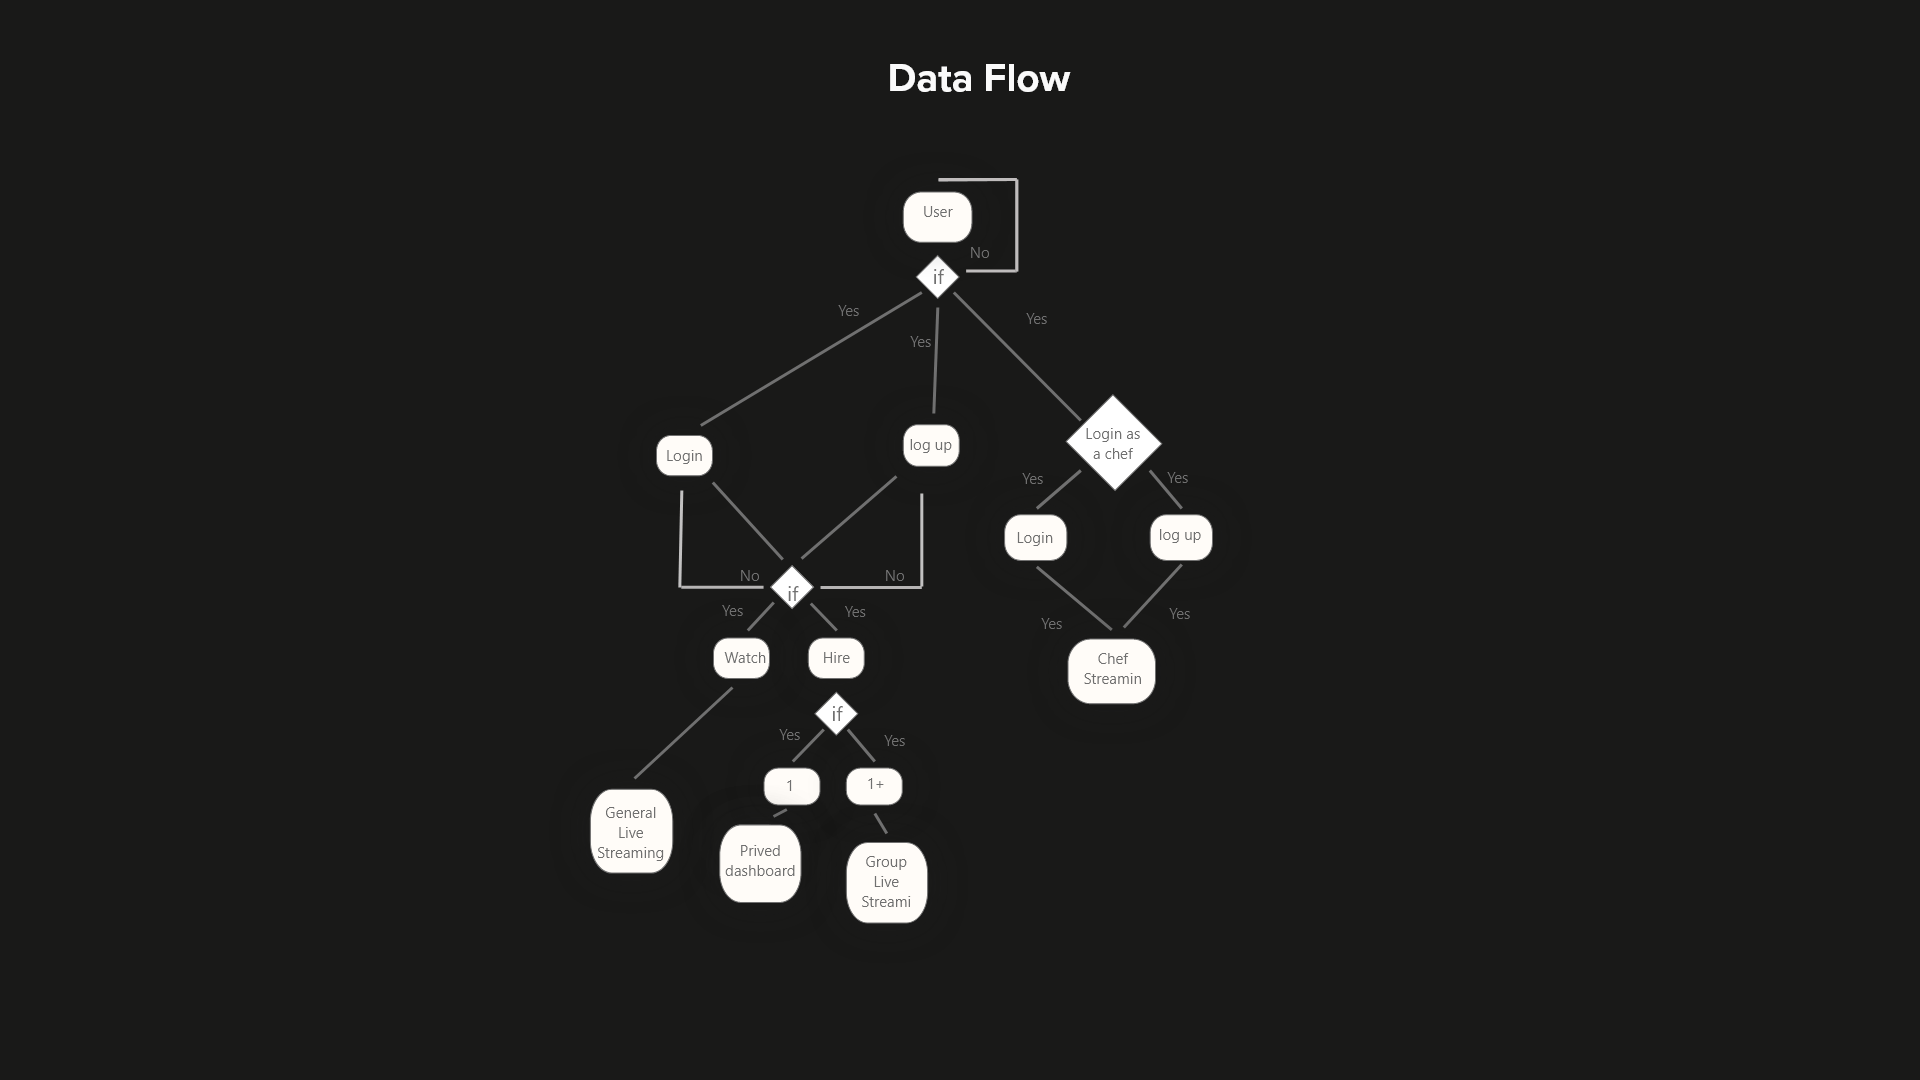 Data Flow
User
No
if
Yes
Yes
Yes
Login
log up
Login as
a chef
Yes
Yes
Login
log up
No
No
if
Yes
Yes
Yes
Yes
Watch
Hire
Chef
Streamin
if
Yes
Yes
1
1+
General
Live
Streaming
Prived
dashboard
Group
Live
Streami